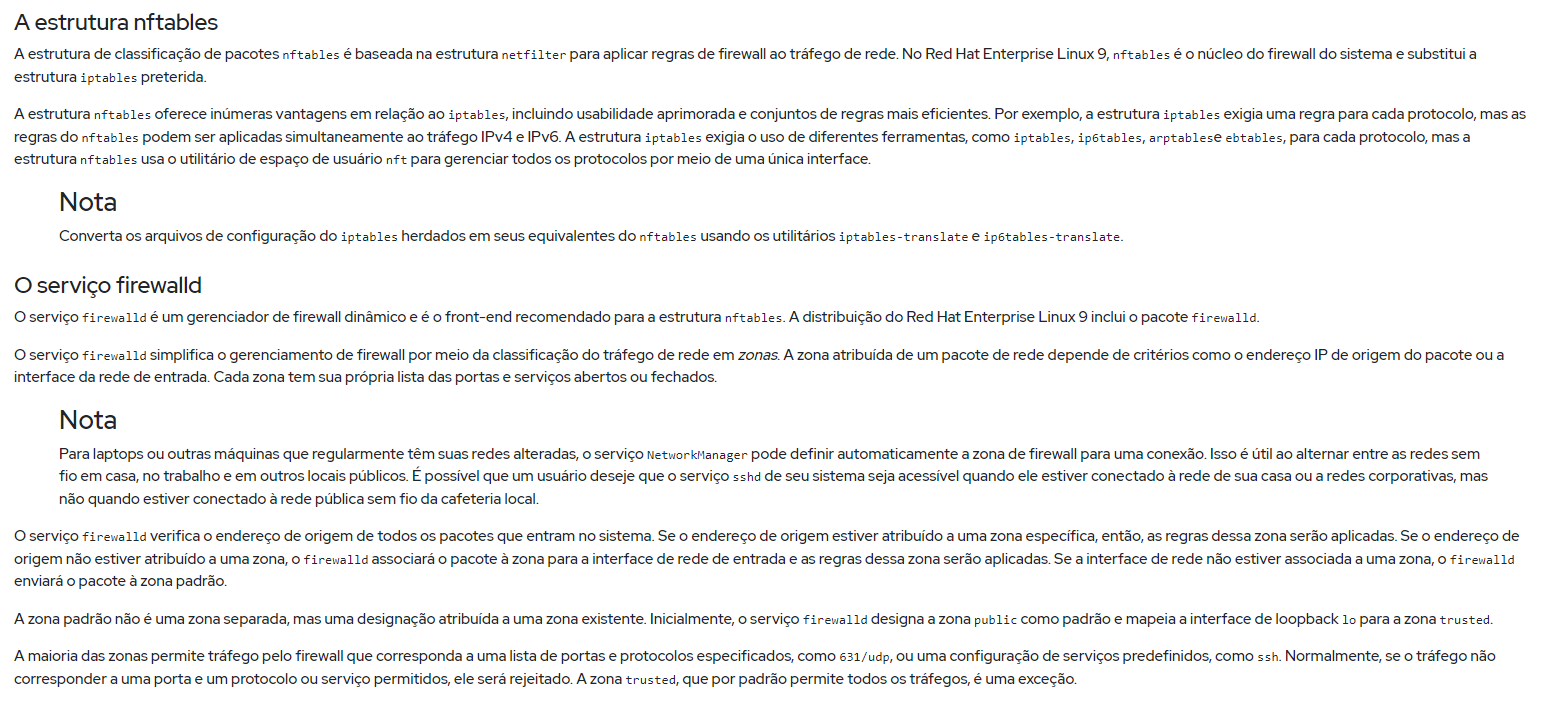 A estrutura nftables
A estrutura de classificação de pacotes nftables é baseada na estrutura netfilter para aplicar regras de firewall ao tráfego de rede. No Red Hat Enterprise Linux 9, nftables é o núcleo do firewall do sistema e substitui a
estrutura iptables preterida.
A estrutura nftables oferece inúmeras vantagens em relação ao iptables, incluindo usabilidade aprimorada e conjuntos de regras mais eficientes. Por exemplo, a estrutura iptables exigia uma regra para cada protocolo, mas as
regras do nftables podem ser aplicadas simultaneamente ao tráfego IPv4 e IPv6. A estrutura iptables exigia o uso de diferentes ferramentas, como iptables, ip6tables, arptablese ebtables, para cada protocolo, mas a
estrutura nftables usa o utilitário de espaço de usuário nft para gerenciar todos os protocolos por meio de uma única interface.
Nota
Converta os arquivos de configuração do iptables herdados em seus equivalentes do nftables usando os utilitários iptables-translate e ip6tables-translate.
O serviço firewalld
O serviço firewalld é um gerenciador de firewall dinâmico e é o front-end recomendado para a estrutura nftables. A distribuição do Red Hat Enterprise Linux 9 inclui o pacote firewalld.
O serviço firewalld simplifica o gerenciamento de firewall por meio da classificação do tráfego de rede em zonas. A zona atribuída de um pacote de rede depende de critérios como o endereço IP de origem do pacote ou a
interface da rede de entrada. Cada zona tem sua própria lista das portas e serviços abertos ou fechados.
Nota
Para laptops ou outras máquinas que regularmente têm suas redes alteradas, o serviço NetworkManager pode definir automaticamente a zona de firewall para uma conexão. Isso é útil ao alternar entre as redes sem
fio em casa, no trabalho e em outros locais públicos. É possível que um usuário deseje que o serviço sshd de seu sistema seja acessível quando ele estiver conectado à rede de sua casa ou a redes corporativas, mas
não quando estiver conectado à rede pública sem fio da cafeteria local.
O serviço firewalld verifica o endereço de origem de todos os pacotes que entram no sistema. Se o endereço de origem estiver atribuído a uma zona específica, então, as regras dessa zona serão aplicadas. Se o endereço de
origem não estiver atribuído a uma zona, o firewalld associará o pacote à zona para a interface de rede de entrada e as regras dessa zona serão aplicadas. Se a interface de rede não estiver associada a uma zona, o firewalld
enviará o pacote à zona padrão.
A zona padrão não é uma zona separada, mas uma designação atribuída a uma zona existente. Inicialmente, o serviço firewalld designa a zona public como padrão e mapeia a interface de loopback lo para a zona trusted.
A maioria das zonas permite tráfego pelo firewall que corresponda a uma lista de portas e protocolos especificados, como 631/udp, ou uma configuração de serviços predefinidos, como ssh. Normalmente, se o tráfego não
corresponder a uma porta e um protocolo ou serviço permitidos, ele será rejeitado. A zona trusted, que por padrão permite todos os tráfegos, é uma exceção.